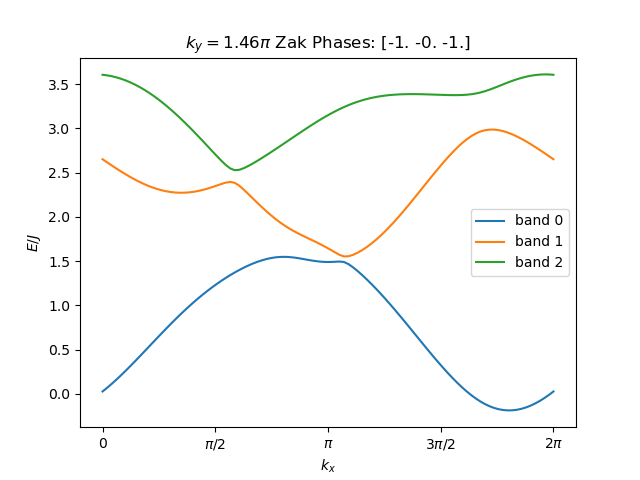 k_y = 1.46π Zak Phases: [-1. -0. -1.]
3.5
3.0
2.5
2.0
1.5
1.0
0.5
0.0
E/J
band 0
band 1
band 2
0 π/2 π 3π/2 2π
k_x